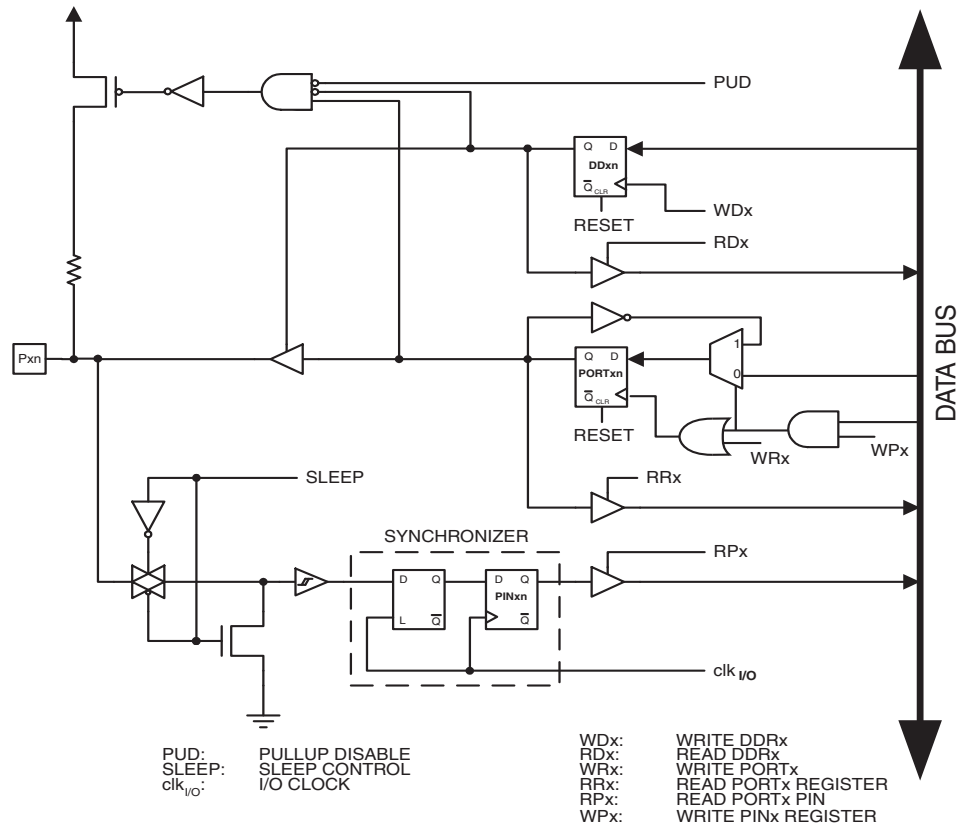 PUD
Q D
DDxn
Q CLR
WDx
RESET
RDx
Pxn
1
Q D
PORTxn
0
Q CLR
RESET
WRx
WPx
DATA BUS
SLEEP
RRx
SYNCHRONIZER
RPx
D Q
D Q
PINxn
L Q
Q
clk I/O
PUD: PULLUP DISABLE
SLEEP: SLEEP CONTROL
clkI/O: I/O CLOCK
WDx: WRITE DDRx
RDx: READ DDRx
WRx: WRITE PORTx
RRx: READ PORTx REGISTER
RPx: READ PORTx PIN
WPx: WRITE PINx REGISTER